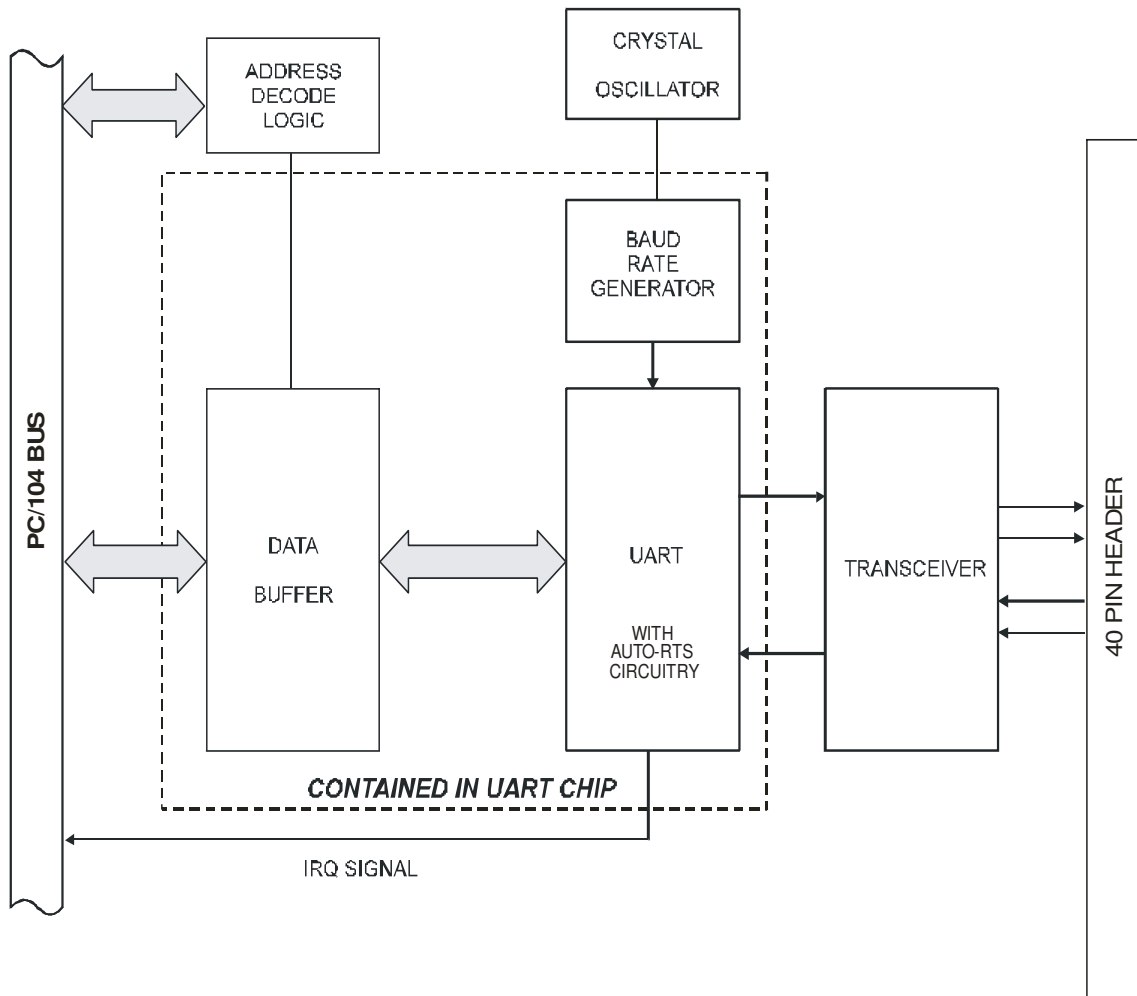 CRYSTAL
OSCILLATOR
ADDRESS
DECODE
LOGIC
BAUD
RATE
GENERATOR
PC/104 BUS
DATA
BUFFER
UART
WITH
AUTO-RTS
CIRCUITRY
TRANSCEIVER
40 PIN HEADER
CONTAINED IN UART CHIP
IRQ SIGNAL